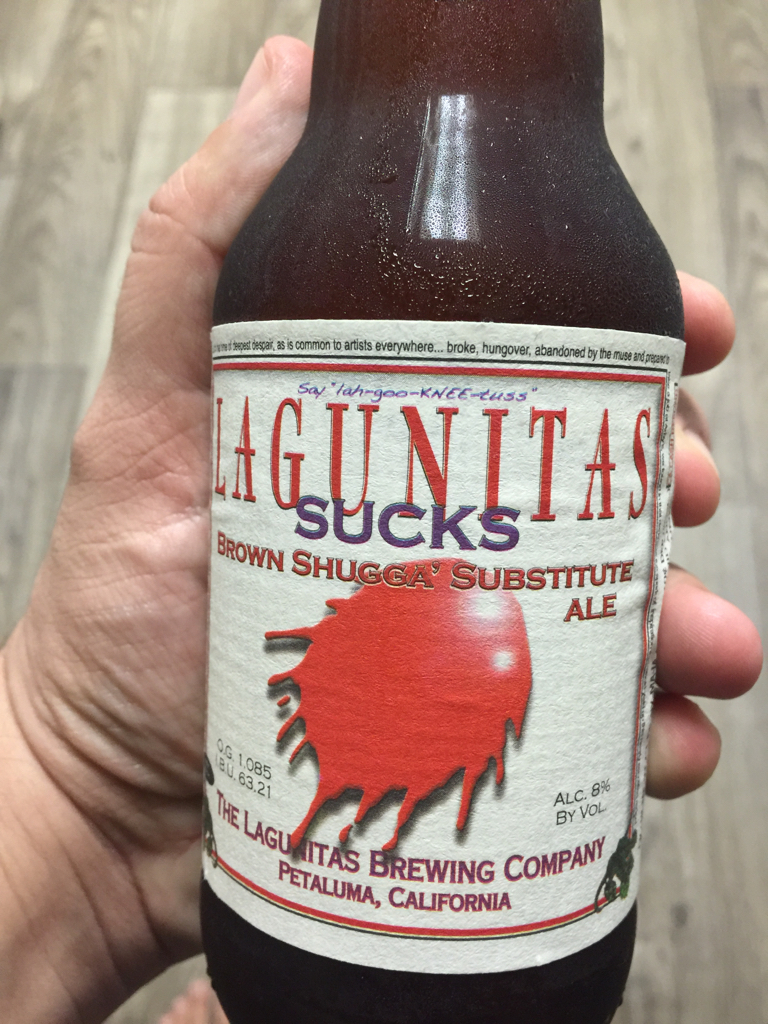 time of deepest despair, as is common to artists everywhere... broke, hungover, abandoned by the muse and prepared to
Say "lah-goo-KNEE-tuss"
LAGUNITAS
SUCKS
BROWN SHUGGA' SUBSTITUTE
ALE
O.G. 1.085
I.B.U. 63.21
ALC. 8%
BY VOL.
THE LAGUNITAS BREWING COMPANY
PETALUMA, CALIFORNIA